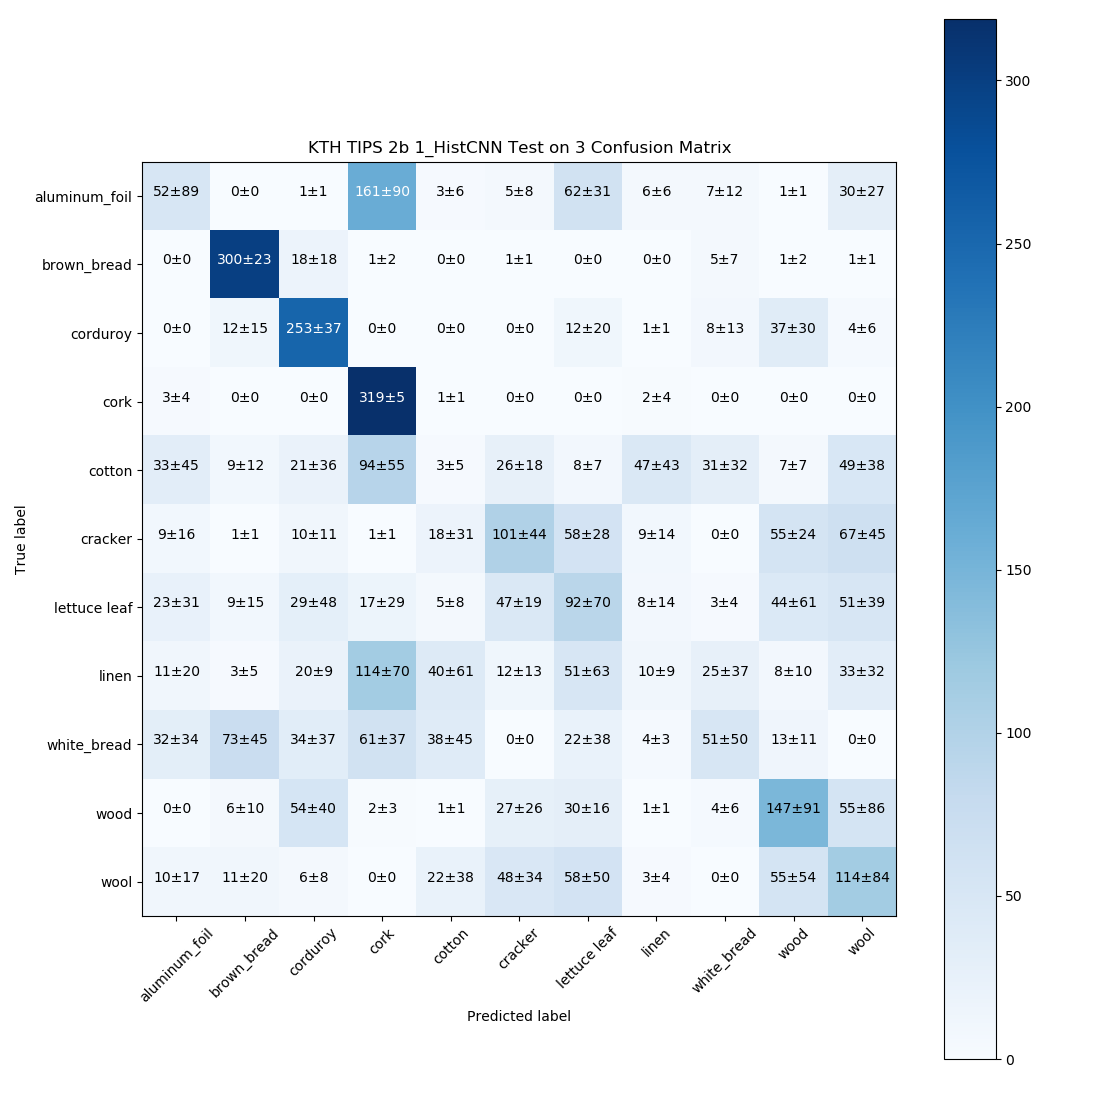 KTH TIPS 2b 1_HistCNN Test on 3 Confusion Matrix
aluminum_foil 52±89 0±0 1±1 161±90 3±6 5±8 62±31 6±6 7±12 1±1 30±27
brown_bread 0±0 300±23 18±18 1±2 0±0 1±1 0±0 0±0 5±7 1±2 1±1
corduroy 0±0 12±15 253±37 0±0 0±0 0±0 12±20 1±1 8±13 37±30 4±6
cork 3±4 0±0 0±0 319±5 1±1 0±0 0±0 2±4 0±0 0±0 0±0
cotton 33±45 9±12 21±36 94±55 3±5 26±18 8±7 47±43 31±32 7±7 49±38
cracker 9±16 1±1 10±11 1±1 18±31 101±44 58±28 9±14 0±0 55±24 67±45
lettuce leaf 23±31 9±15 29±48 17±29 5±8 47±19 92±70 8±14 3±4 44±61 51±39
linen 11±20 3±5 20±9 114±70 40±61 12±13 51±63 10±9 25±37 8±10 33±32
white_bread 32±34 73±45 34±37 61±37 38±45 0±0 22±38 4±3 51±50 13±11 0±0
wood 0±0 6±10 54±40 2±3 1±1 27±26 30±16 1±1 4±6 147±91 55±86
wool 10±17 11±20 6±8 0±0 22±38 48±34 58±50 3±4 0±0 55±54 114±84
True label
aluminum_foil brown_bread corduroy cork cotton cracker lettuce leaf linen white_bread wood wool
Predicted label
300
250
200
150
100
50
0